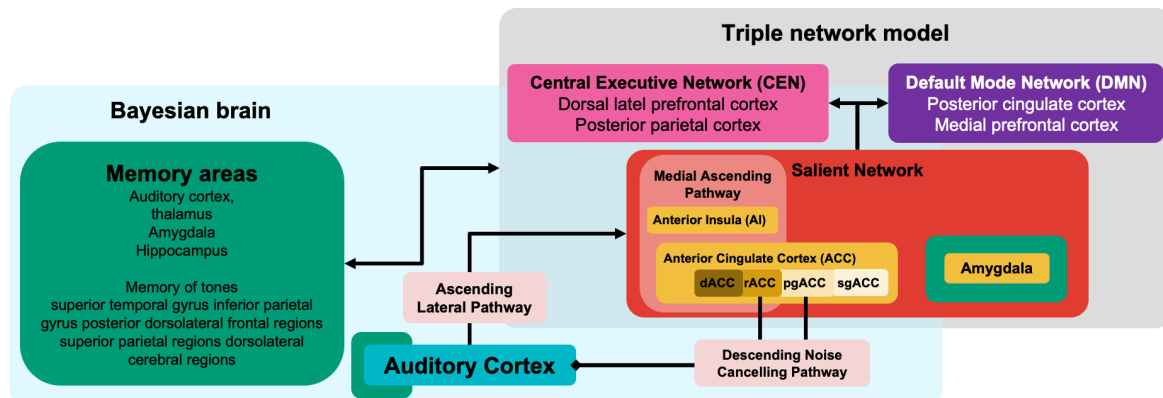 Triple network model
Central Executive Network (CEN)
Dorsal latel prefrontal cortex
Posterior parietal cortex
Default Mode Network (DMN)
Posterior cingulate cortex
Medial prefrontal cortex
Bayesian brain
Memory areas
Auditory cortex,
thalamus
Amygdala
Hippocampus
Memory of tones
superior temporal gyrus inferior parietal
gyrus posterior dorsolateral frontal regions
superior parietal regions dorsolateral
cerebral regions
Salient Network
Medial Ascending
Pathway
Anterior Insula (AI)
Anterior Cingulate Cortex (ACC)
dACC rACC pgACC sgACC
Amygdala
Ascending
Lateral Pathway
Auditory Cortex
Descending Noise
Cancelling Pathway